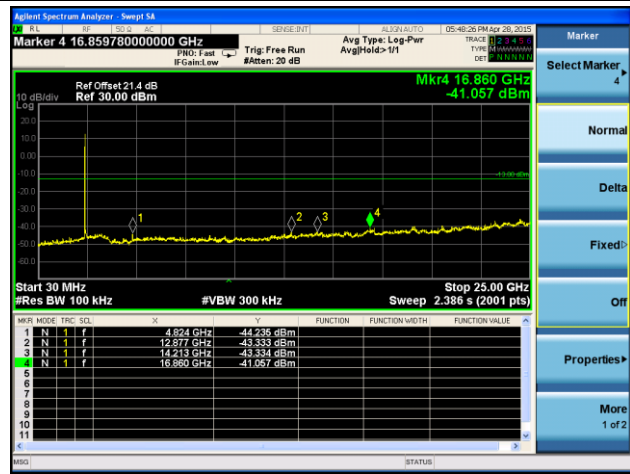 Agilent Spectrum Analyzer - Swept SA
RL RF 50 Ω AC SENSE:INT ALIGN AUTO 05:48:26 PM Apr 28, 2015
Marker 4 16.859780000000 GHz
PNO: Fast
IFGain:Low
Trig: Free Run
#Atten: 20 dB
Avg Type: Log-Pwr
Avg|Hold:>1/1
TRACE 1 2 3 4 5 6
TYPE M
DET P N N N N N
Marker
Select Marker
4
Normal
Delta
Fixed
Off
Properties
More
1 of 2
Mkr4 16.860 GHz
-41.057 dBm
Ref Offset 21.4 dB
10 dB/div Ref 30.00 dBm
Log
20.0
10.0
0.00
-10.0
-20.0
-30.0
-40.0
-50.0
-60.0
-13.00 dBm
1
2
3
4
Start 30 MHz Stop 25.00 GHz
#Res BW 100 kHz #VBW 300 kHz Sweep 2.386 s (2001 pts)
MKR MODE TRC SCL X Y FUNCTION FUNCTION WIDTH FUNCTION VALUE
1 N 1 f 4.824 GHz -44.235 dBm
2 N 1 f 12.877 GHz -43.333 dBm
3 N 1 f 14.213 GHz -43.334 dBm
4 N 1 f 16.860 GHz -41.057 dBm
5
6
7
8
9
10
11
MSG STATUS